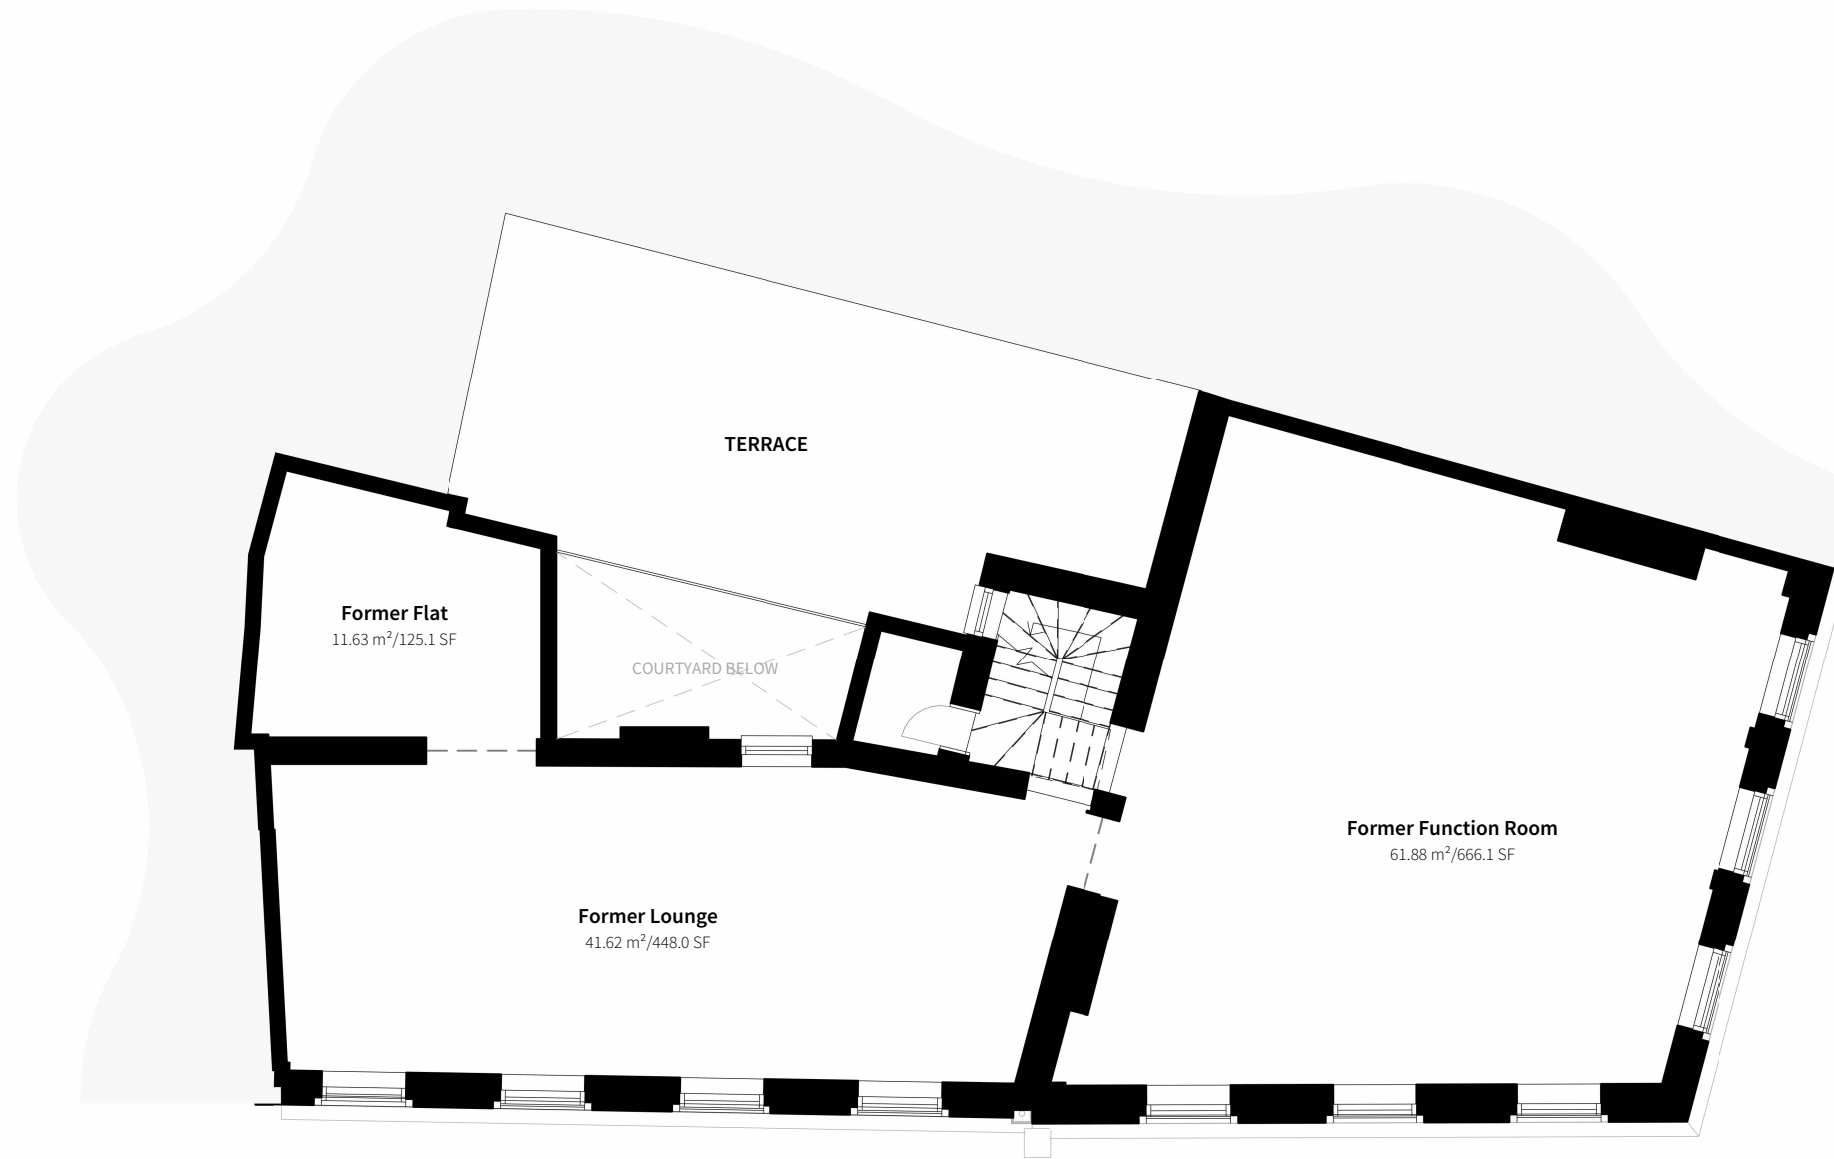 TERRACE
Former Flat
11.63 m²/125.1 SF
COURTYARD BELOW
Former Function Room
61.88 m²/666.1 SF
Former Lounge
41.62 m²/448.0 SF